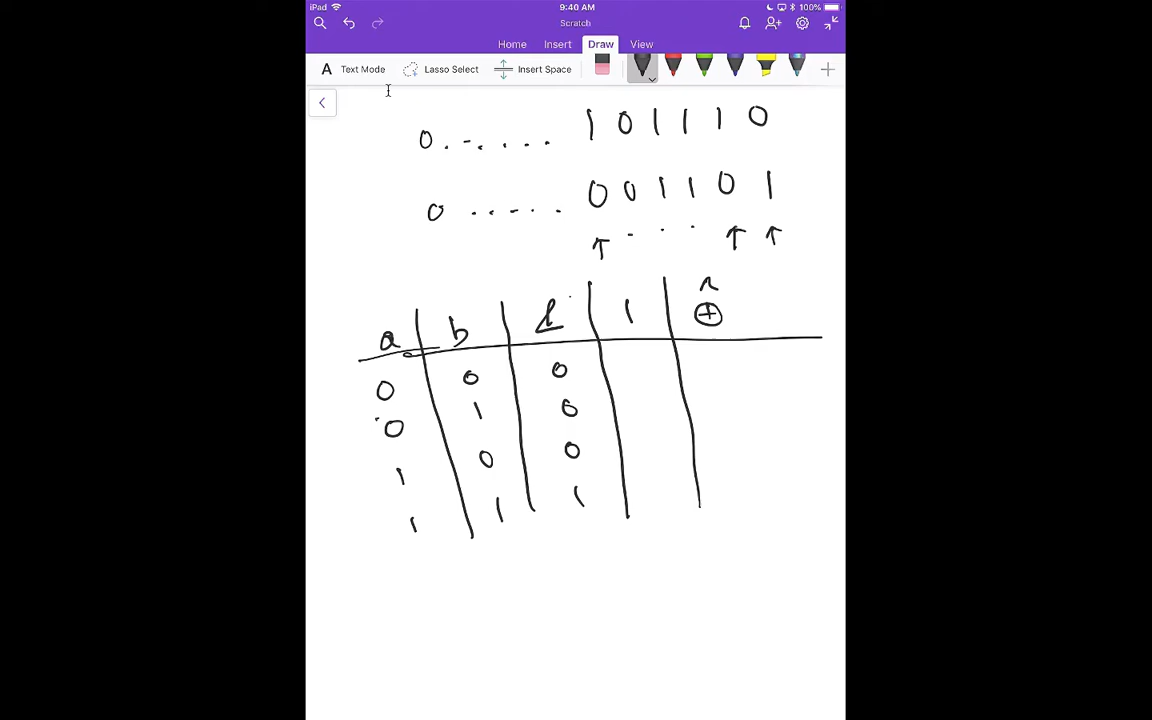 iPad 9:40 AM 100%
Scratch
Home Insert Draw View
A Text Mode Lasso Select Insert Space
0 . - . . . . 1 0 1 1 1 0
0 . . . . . . 0 0 1 1 0 1
↑ . . . ↑ ↑
a b & | ^
⊕
0 0 0
0 1 0
1 0 0
1 1 1